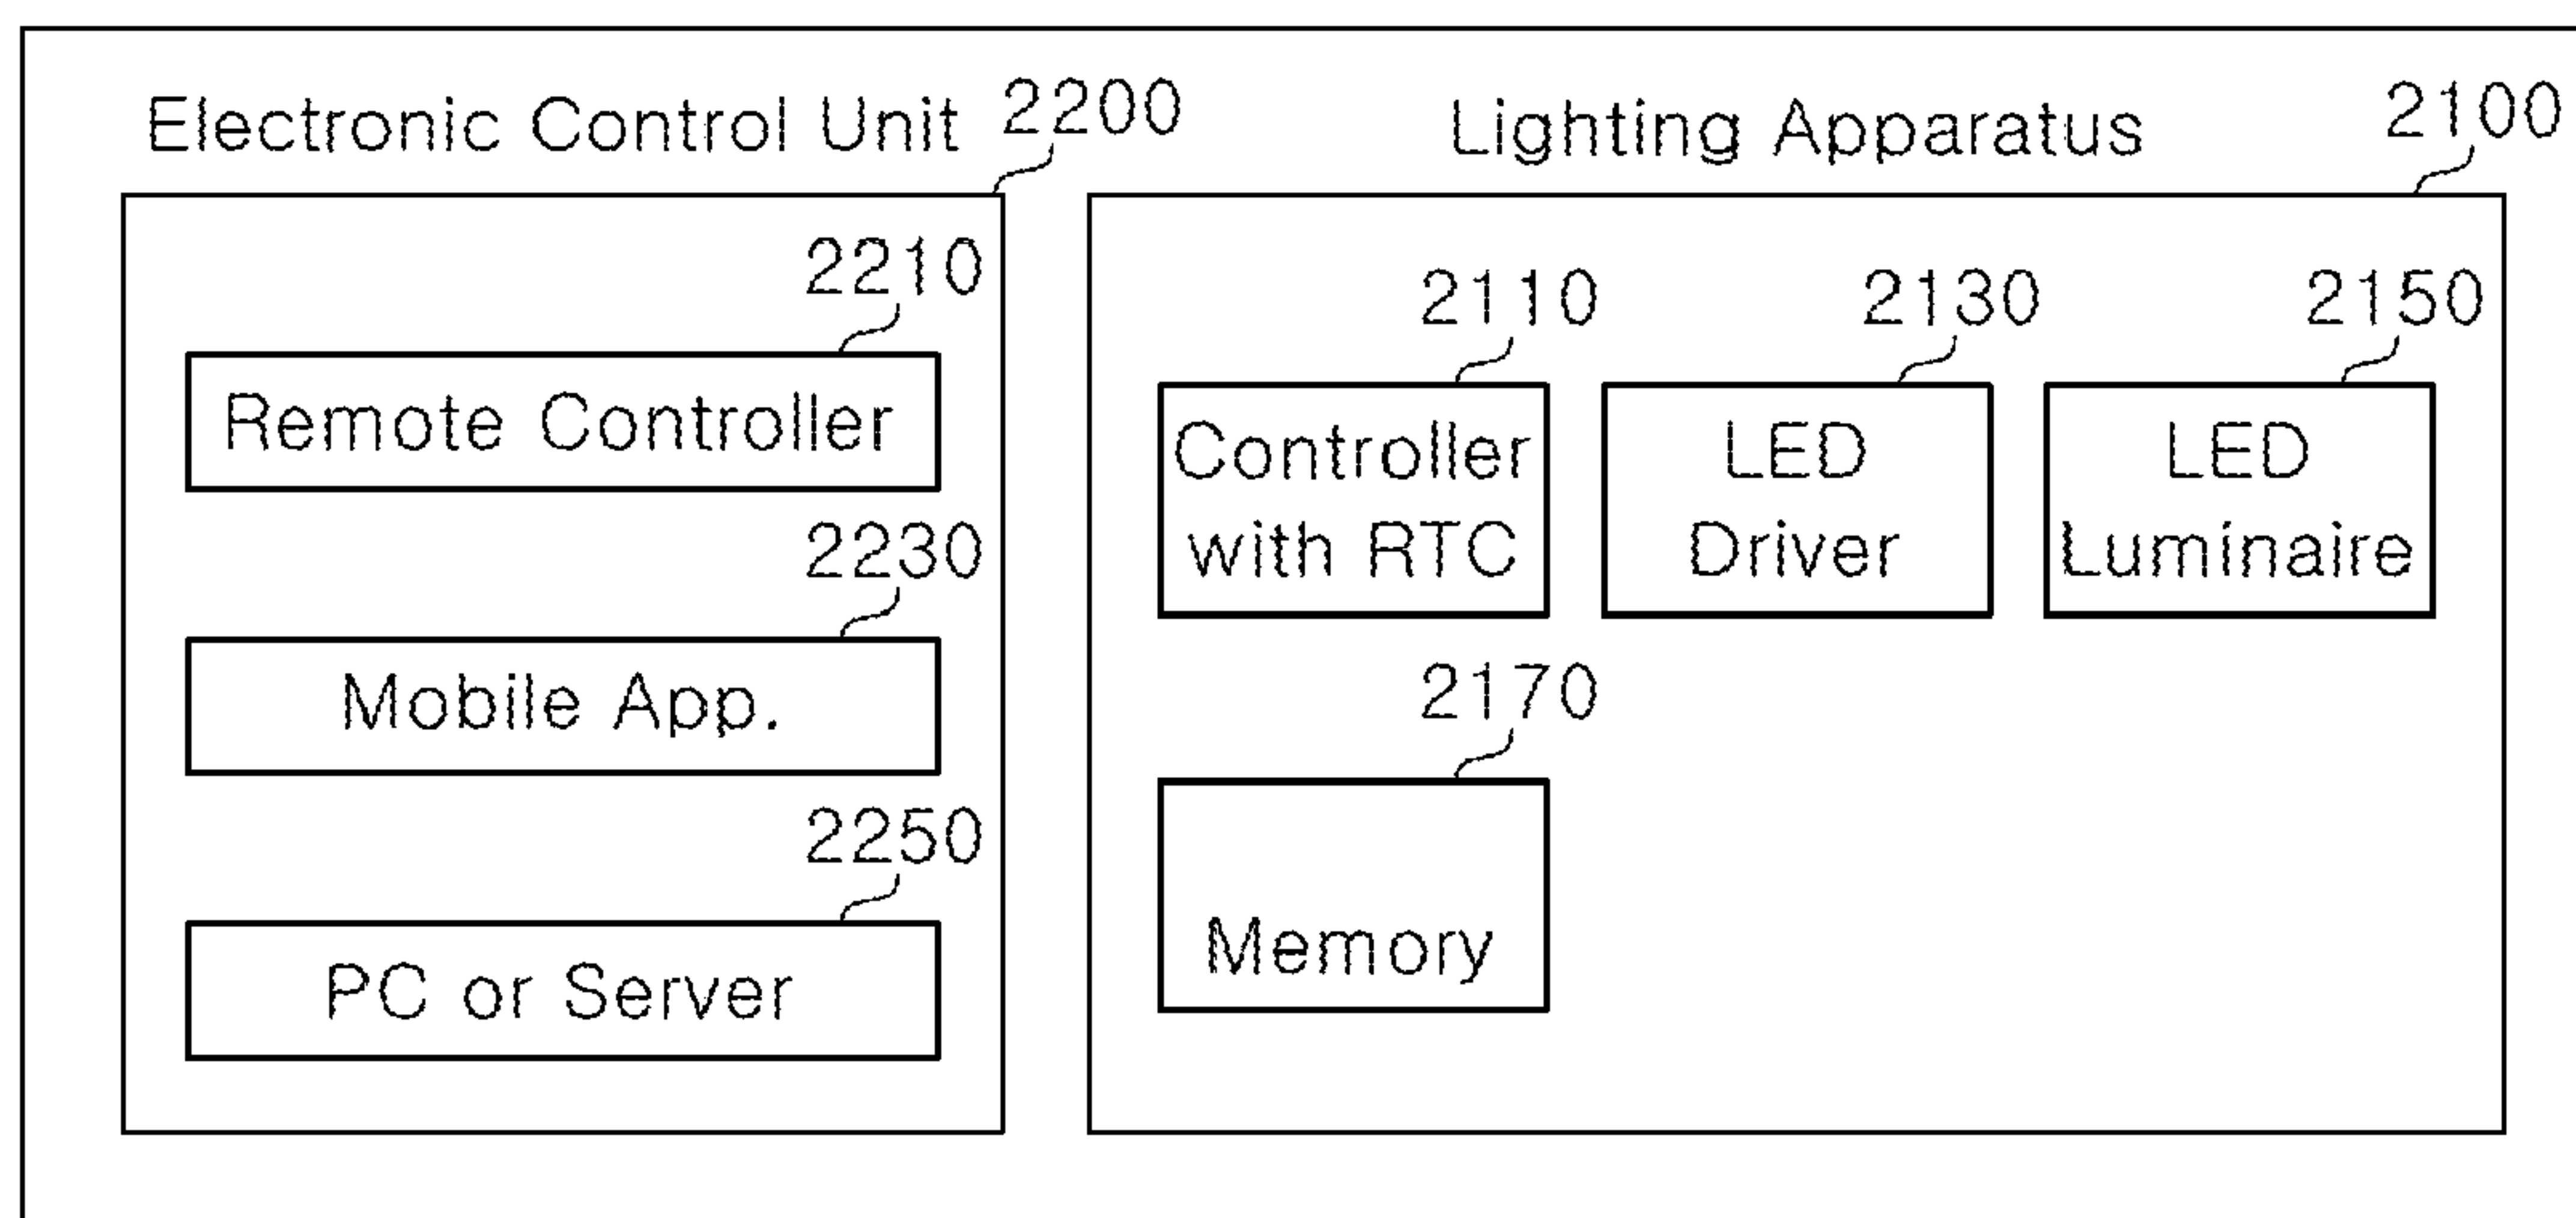 Electronic Control Unit 2200
2210
Remote Controller
2230
Mobile App.
2250
PC or Server
Lighting Apparatus 2100
2110
Controller
with RTC
2130
LED
Driver
2150
LED
Luminaire
2170
Memory